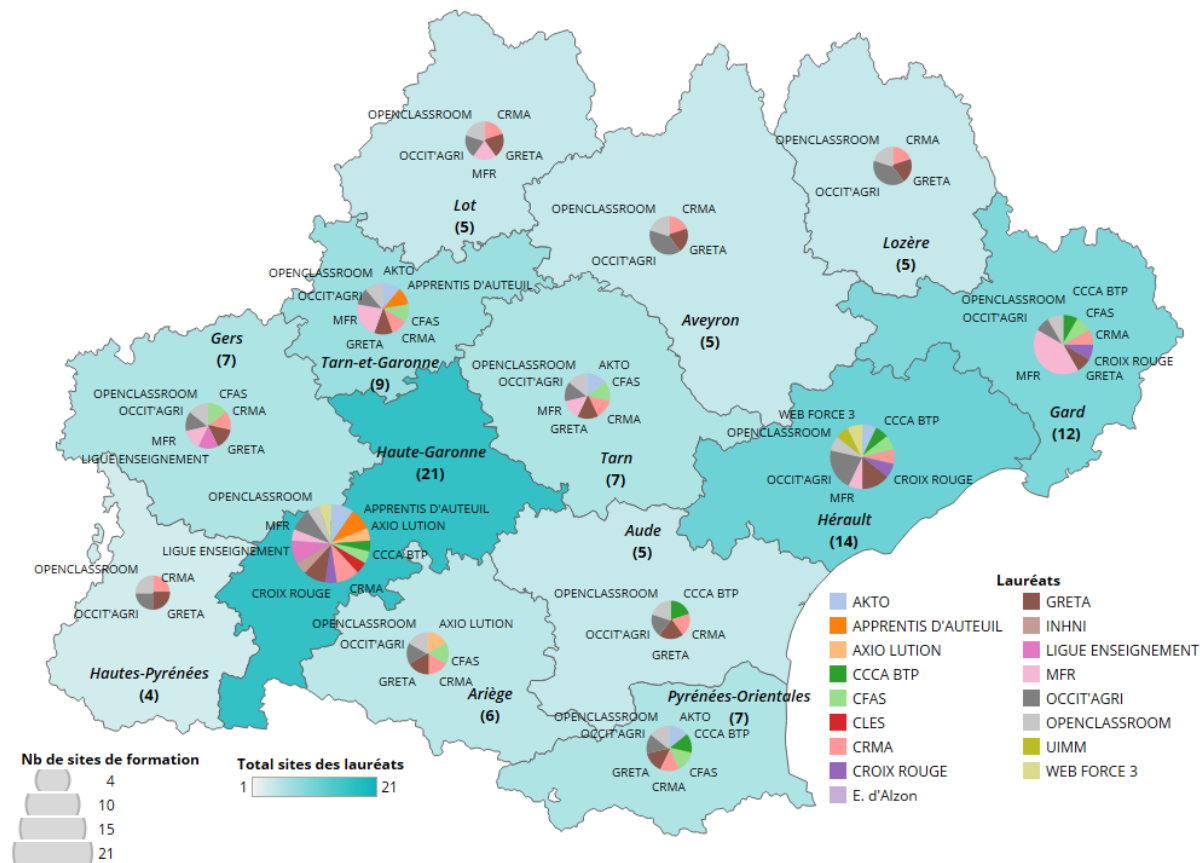 OPENCLASSROOM CRMA
OCCIT'AGRI GRETA
MFR
Lot
(5)
OPENCLASSROOM CRMA
OCCIT'AGRI GRETA
Aveyron
(5)
OPENCLASSROOM CRMA
OCCIT'AGRI GRETA
Lozère
(5)
OPENCLASSROOM AKTO
OCCIT'AGRI APPRENTIS D'AUTEUIL
MFR CFAS
GRETA CRMA
Tarn-et-Garonne
(9)
OPENCLASSROOM CCCA BTP
OCCIT'AGRI CFAS
CRMA
CROIX ROUGE
MFR GRETA
Gard
(12)
Gers
(7)
OPENCLASSROOM CFAS
OCCIT'AGRI CRMA
MFR GRETA
LIGUE ENSEIGNEMENT
OPENCLASSROOM AKTO
OCCIT'AGRI CFAS
MFR CRMA
GRETA
Tarn
(7)
WEB FORCE 3 CCCA BTP
OPENCLASSROOM
OCCIT'AGRI CROIX ROUGE
MFR
Hérault
(14)
Haute-Garonne
(21)
OPENCLASSROOM
APPRENTIS D'AUTEUIL
MFR AXIO LUTION
LIGUE ENSEIGNEMENT CCCA BTP
CROIX ROUGE CRMA
OPENCLASSROOM CRMA
OCCIT'AGRI GRETA
Hautes-Pyrénées
(4)
OPENCLASSROOM AXIO LUTION
OCCIT'AGRI CFAS
GRETA CRMA
Ariège
(6)
Aude
(5)
OPENCLASSROOM CCCA BTP
OCCIT'AGRI CRMA
GRETA
Pyrénées-Orientales
(7)
OPENCLASSROOM AKTO
OCCIT'AGRI CCCA BTP
GRETA CFAS
CRMA
Lauréats
AKTO
APPRENTIS D'AUTEUIL
AXIO LUTION
CCCA BTP
CFAS
CLES
CRMA
CROIX ROUGE
E. d'Alzon
GRETA
INHNI
LIGUE ENSEIGNEMENT
MFR
OCCIT'AGRI
OPENCLASSROOM
UIMM
WEB FORCE 3
Nb de sites de formation
4
10
15
21
Total sites des lauréats
1 21